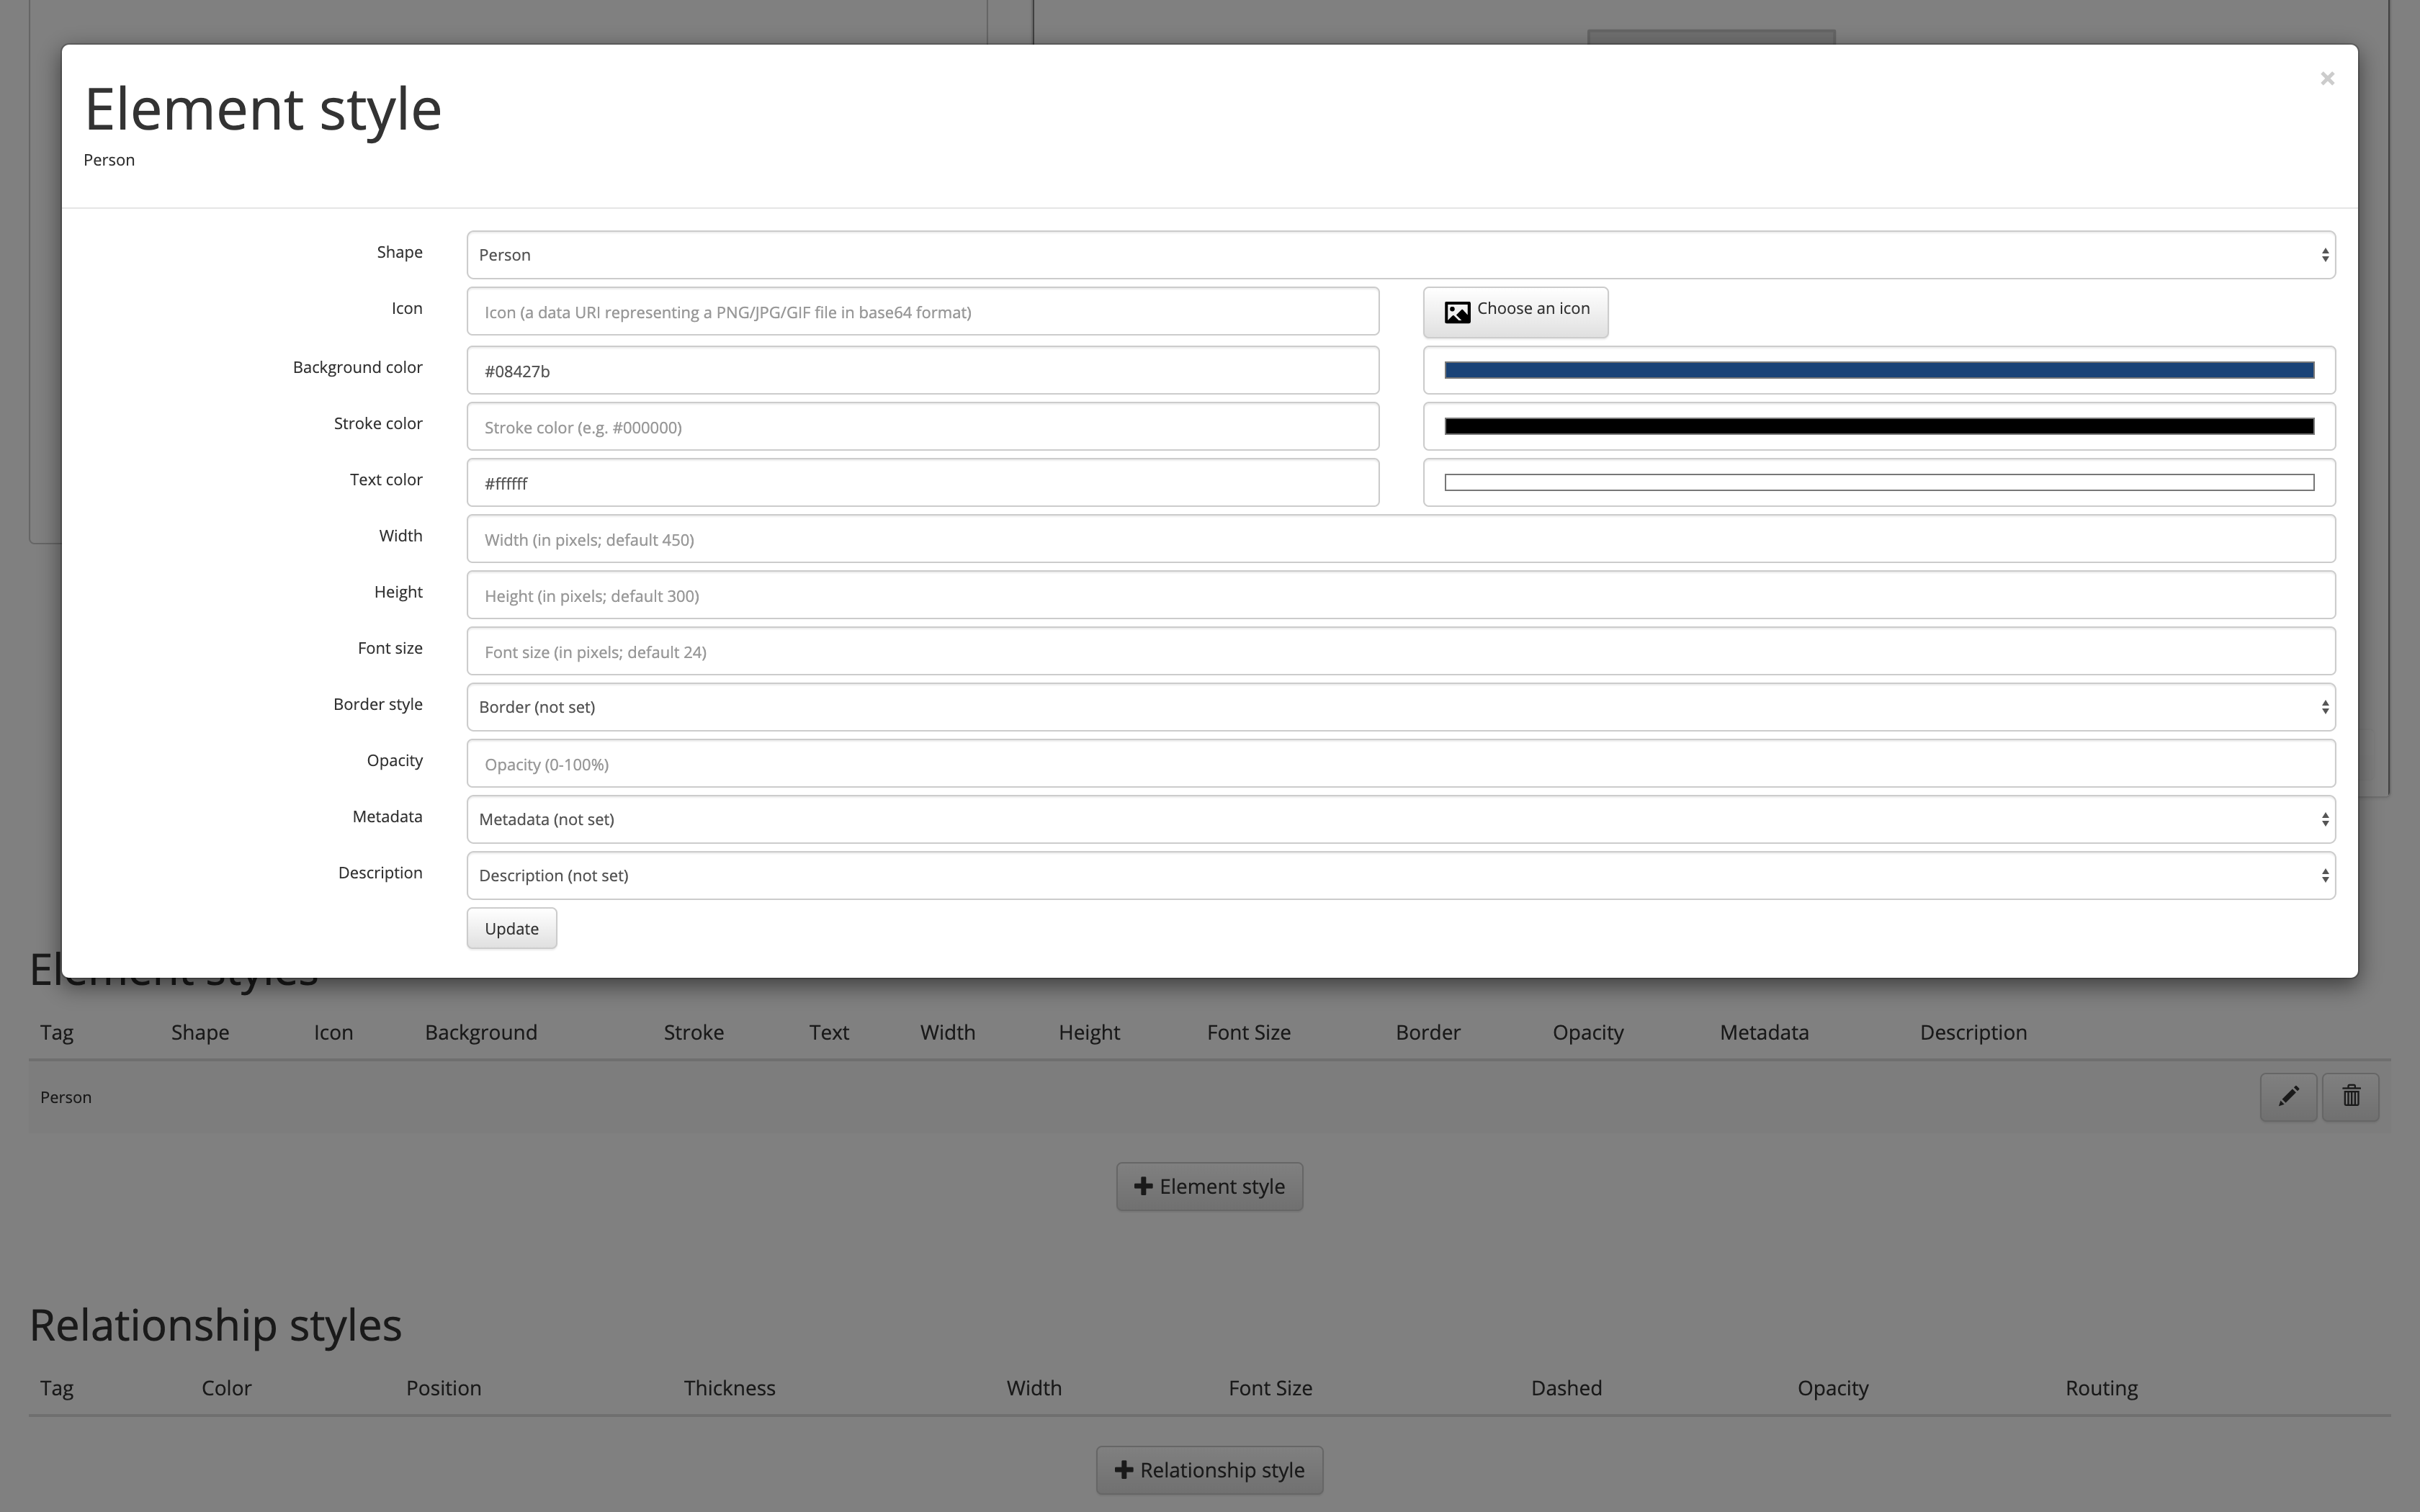 ×
Element style
Person
Shape Person
Icon Icon (a data URI representing a PNG/JPG/GIF file in base64 format) Choose an icon
Background color #08427b
Stroke color Stroke color (e.g. #000000)
Text color #ffffff
Width Width (in pixels; default 450)
Height Height (in pixels; default 300)
Font size Font size (in pixels; default 24)
Border style Border (not set)
Opacity Opacity (0-100%)
Metadata Metadata (not set)
Description Description (not set)
Update
Element styles
Tag Shape Icon Background Stroke Text Width Height Font Size Border Opacity Metadata Description
Person
Element style
Relationship styles
Tag Color Position Thickness Width Font Size Dashed Opacity Routing
Relationship style